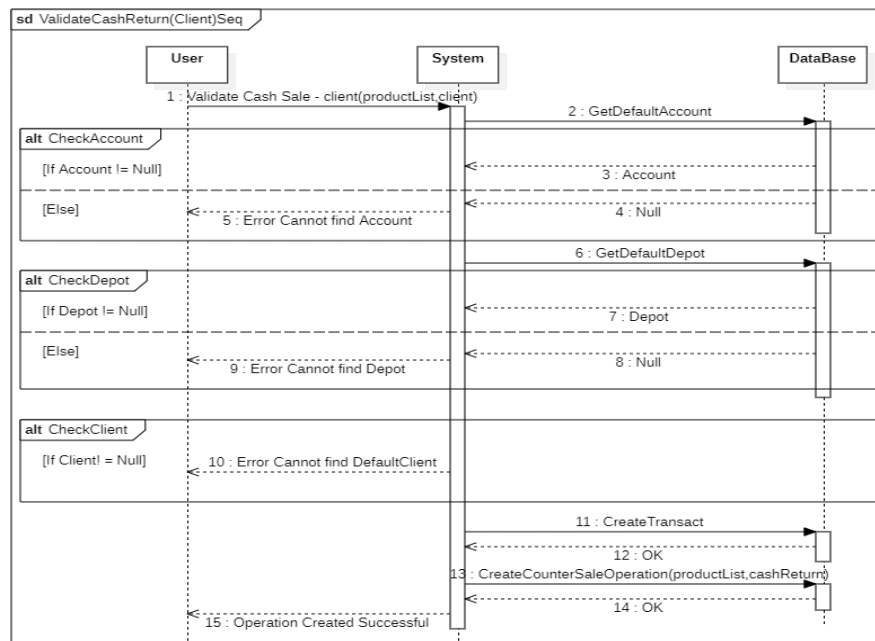 sd ValidateCashReturn(Client)Seq
User
System
DataBase
1 : Validate Cash Sale - client(productList,client)
2 : GetDefaultAccount
alt CheckAccount
[If Account != Null]
3 : Account
[Else]
4 : Null
5 : Error Cannot find Account
6 : GetDefaultDepot
alt CheckDepot
[If Depot != Null]
7 : Depot
[Else]
8 : Null
9 : Error Cannot find Depot
alt CheckClient
[If Client! = Null]
10 : Error Cannot find DefaultClient
11 : CreateTransact
12 : OK
13 : CreateCounterSaleOperation(productList,cashReturn)
14 : OK
15 : Operation Created Successful